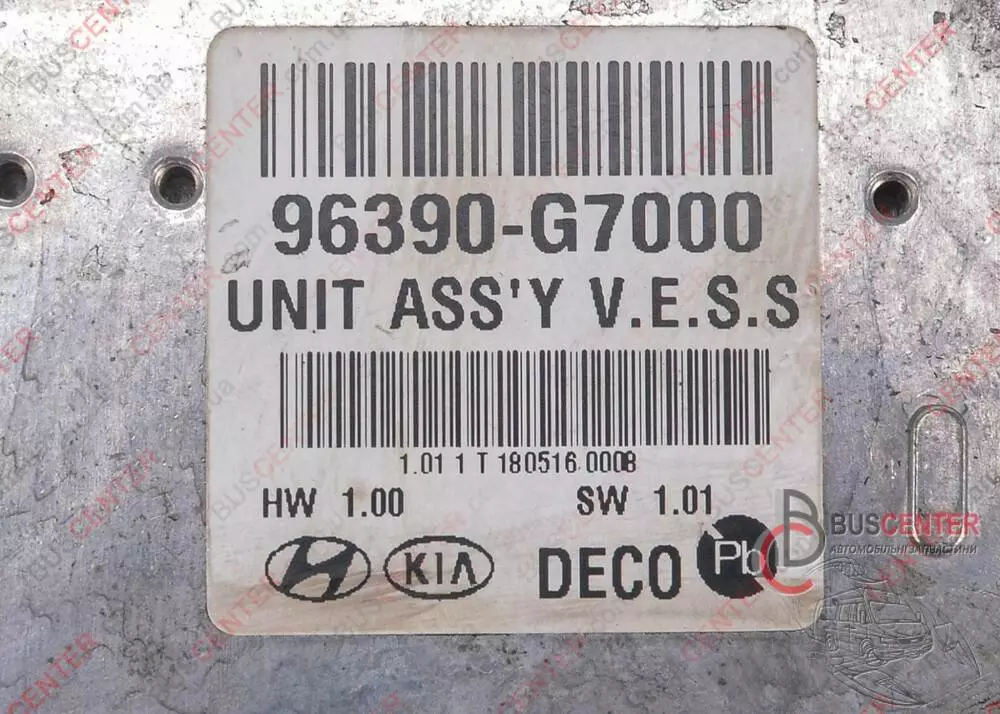 96390-G7000
UNIT ASS'Y V.E.S.S
1.01 1 T 180516 0008
HW 1.00 SW 1.01
KIA DECO Pb
BUSCENTER
АВТОМОБІЛЬНІ ЗАПЧАСТИНИ